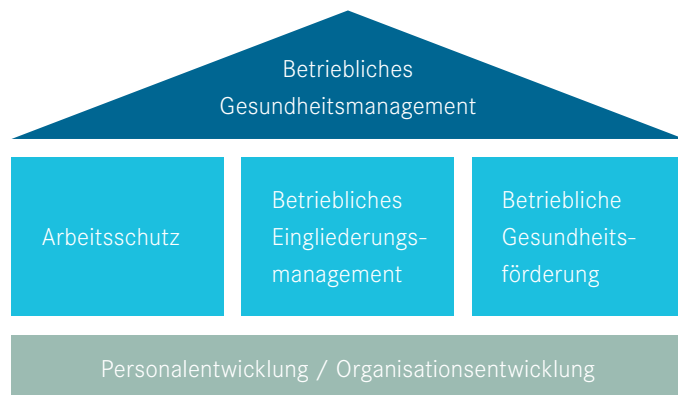 Betriebliches
Gesundheitsmanagement
Arbeitsschutz
Betriebliches
Eingliederungs-
management
Betriebliche
Gesundheits-
förderung
Personalentwicklung / Organisationsentwicklung